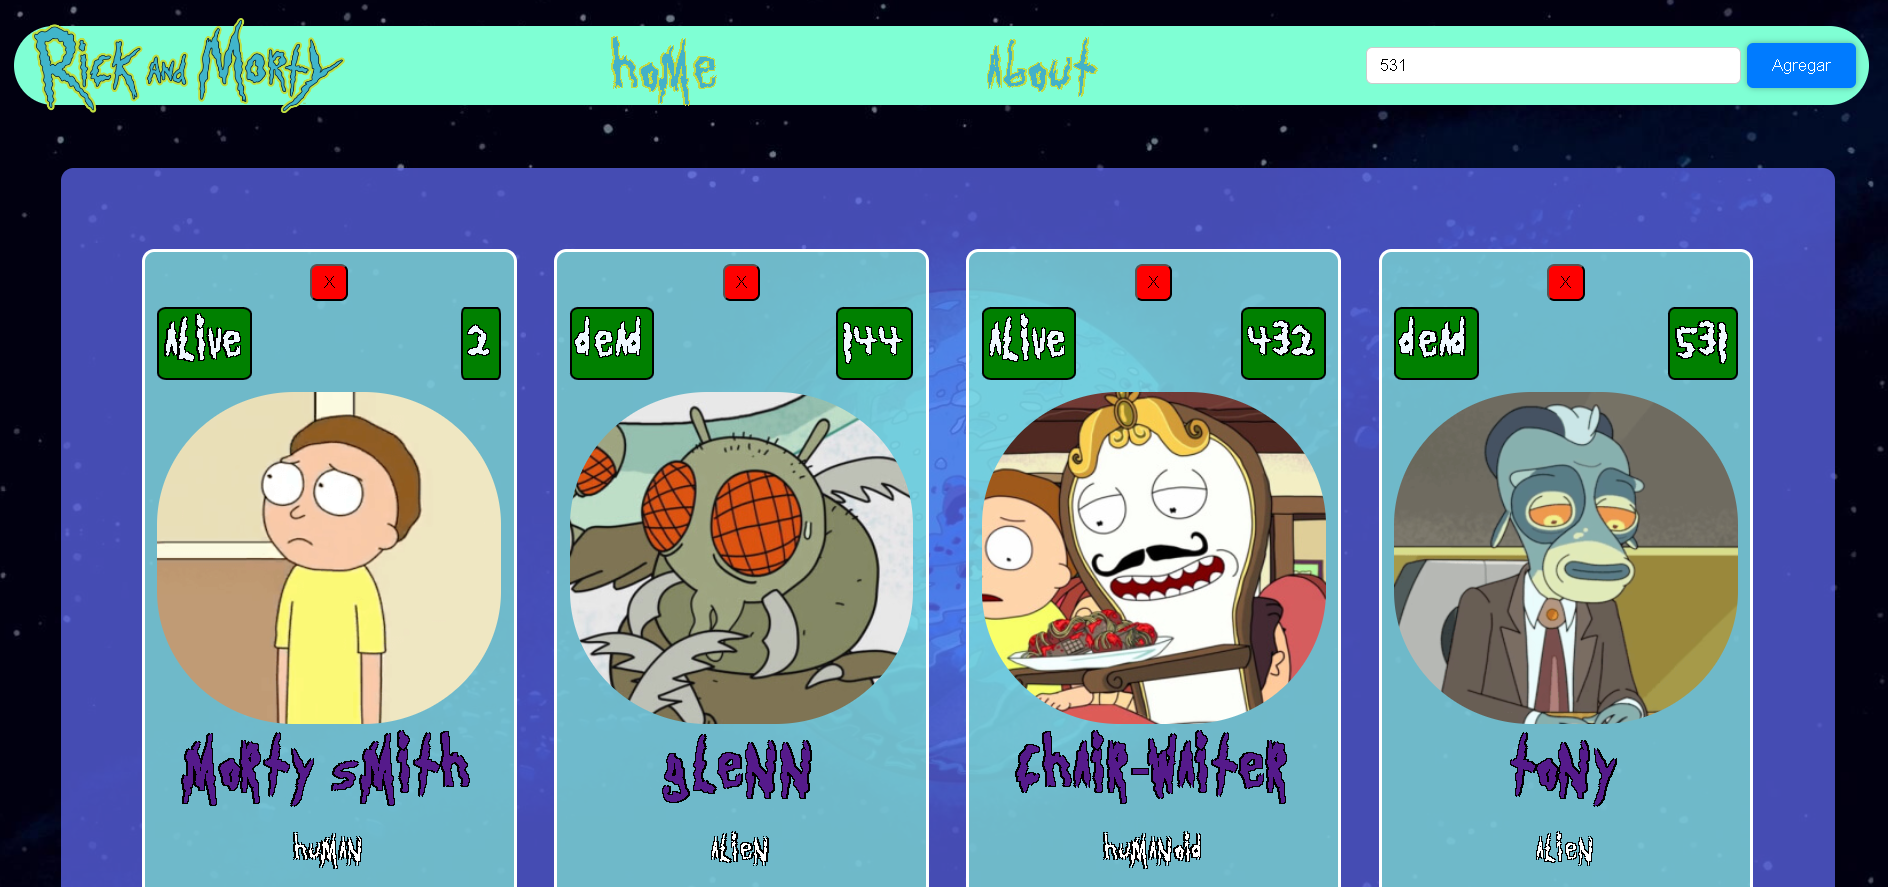 Rick and Morty
home
About
531
Agregar
X
Alive
2
Morty smith
huMAN
X
deAd
144
gLeNN
ALieN
X
Alive
432
chAiR-WAiteR
huMANoid
X
deAd
531
toNy
ALieN